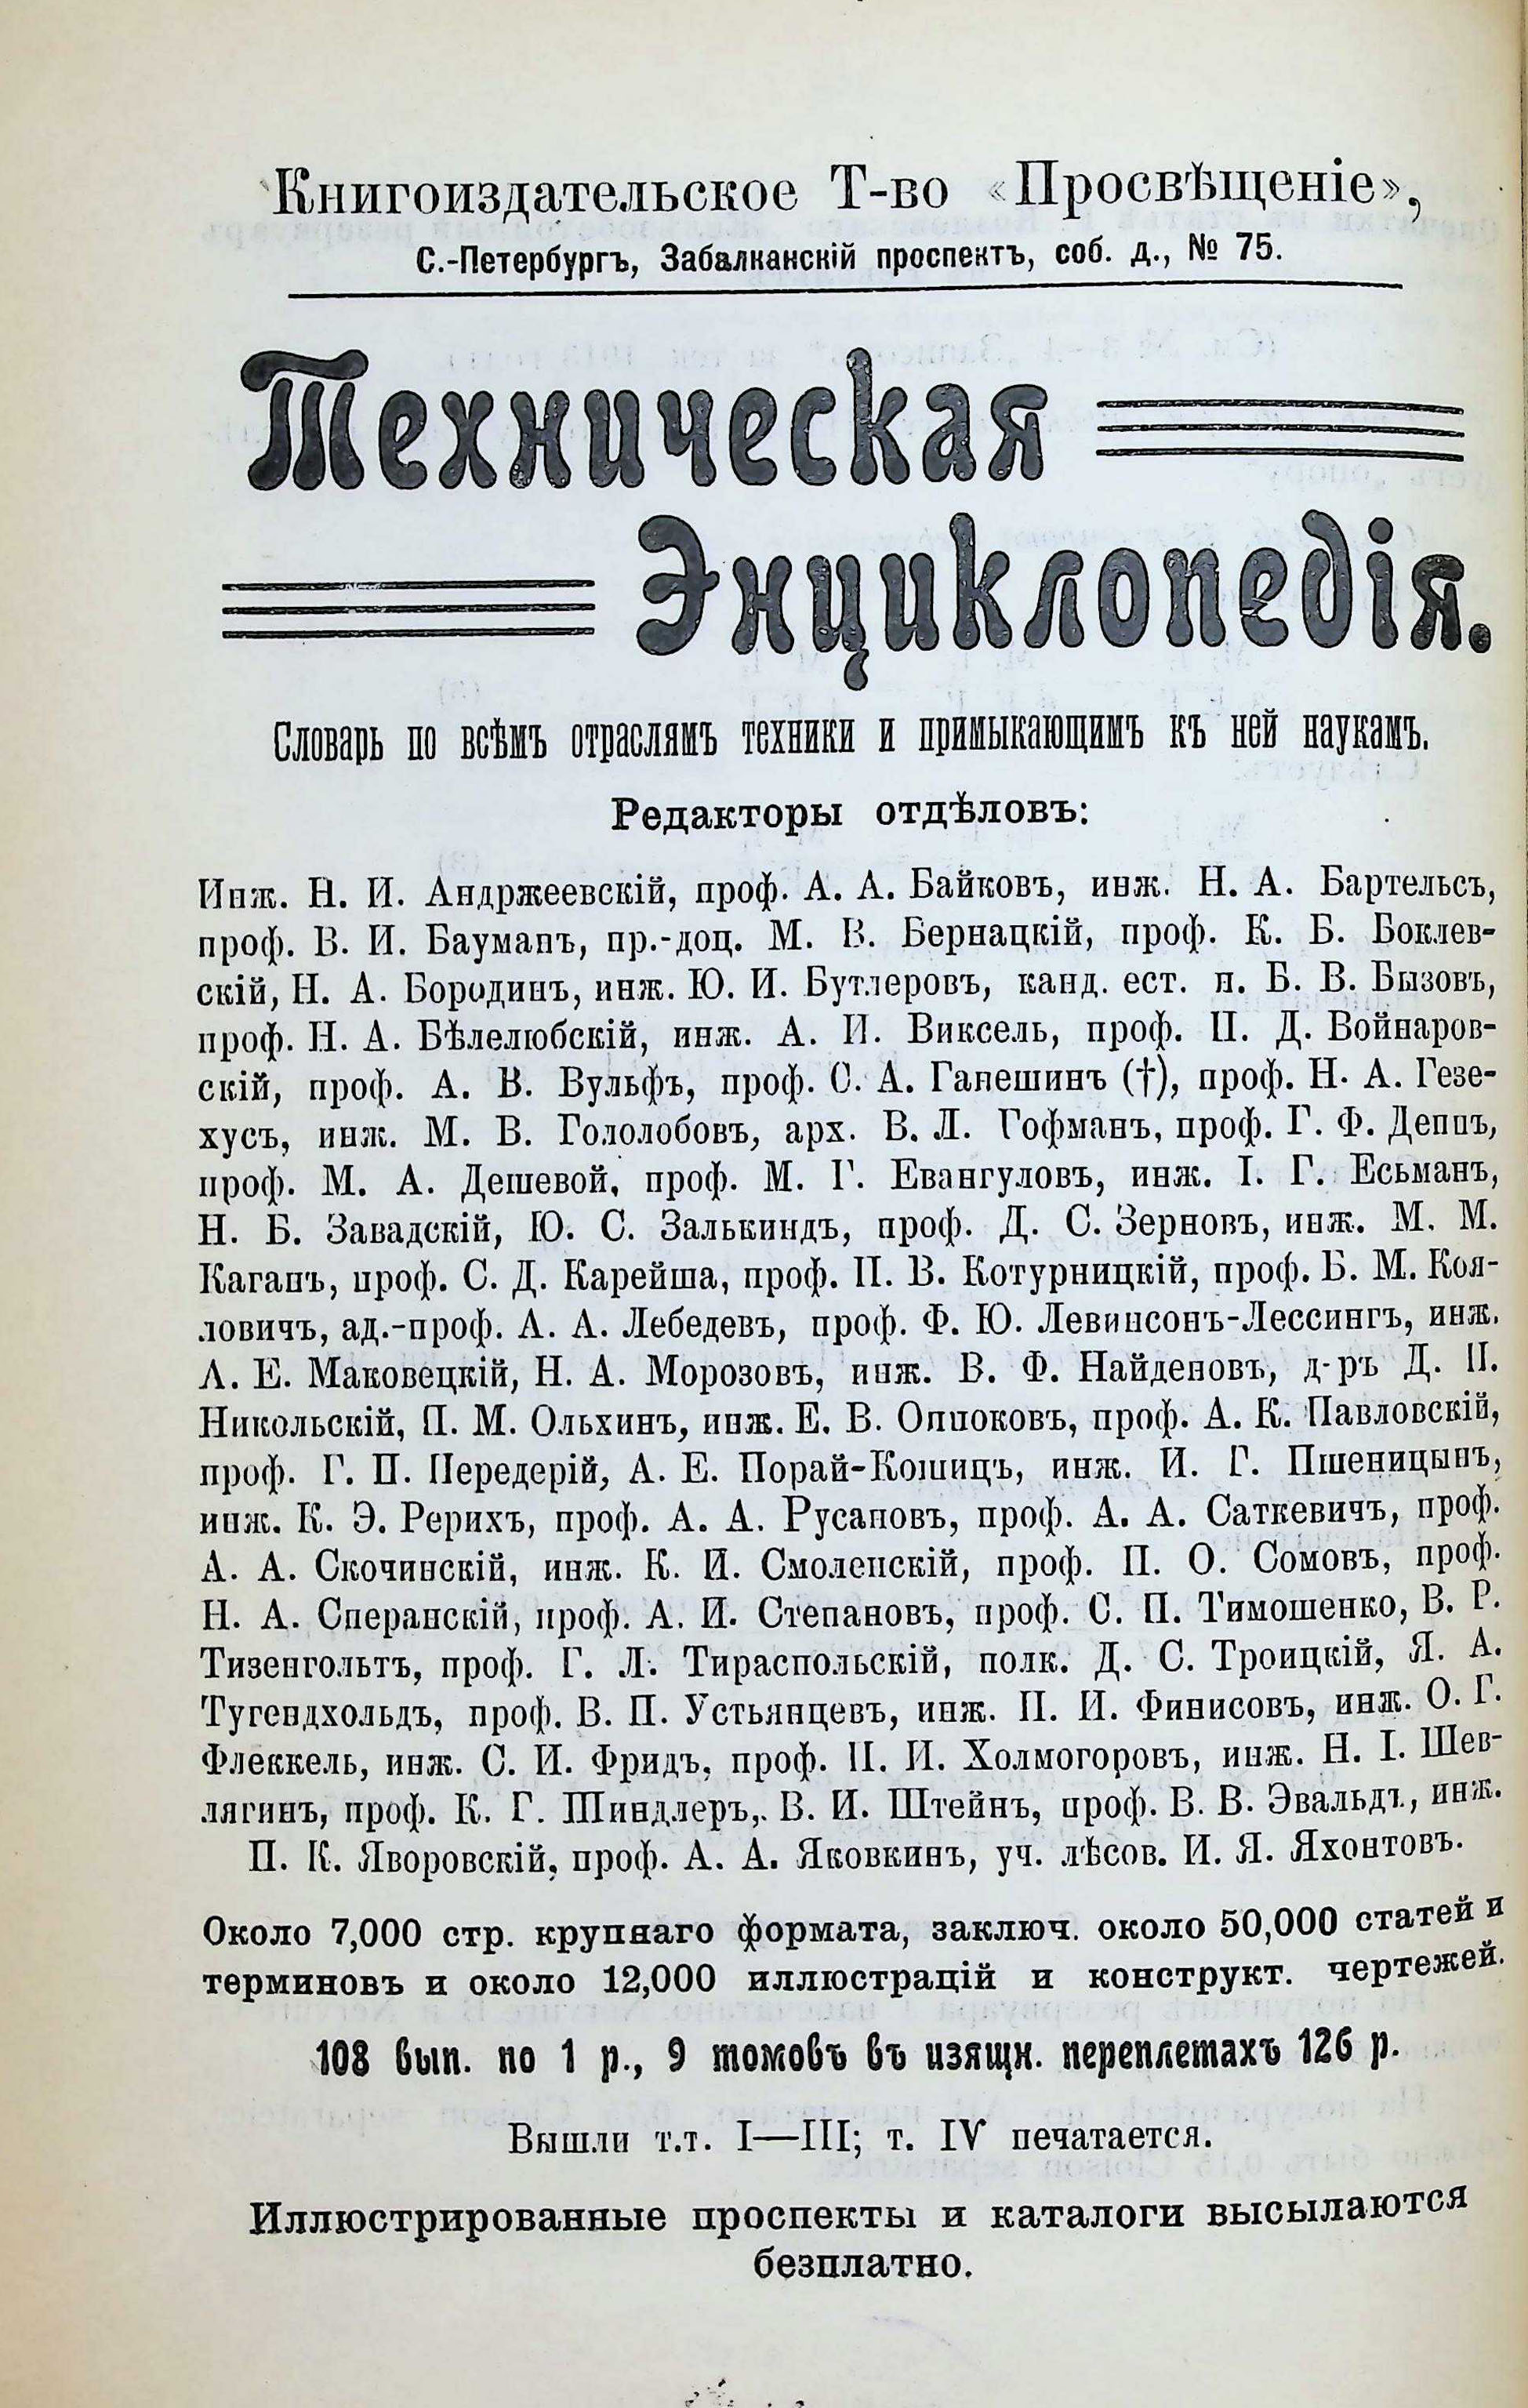 Книгоиздательское Т-во «Просвѣщеніе»,
С.-Петербургъ, Забалканскій проспектъ, соб. д., № 75.
Техническая
Энциклопедія.
Словарь по всѣмъ отраслямъ техники и примыкающимъ къ ней наукамъ.
Редакторы отдѣловъ:
Инж. Н. И. Андржеевскій, проф. А. А. Байковъ, инж. Н. А. Бартельсъ,
проф. В. И. Бауманъ, пр.-доц. М. В. Бернацкій, проф. К. Б. Боклев-
скій, Н. А. Бородинъ, инж. Ю. И. Бутлеровъ, канд. ест. н. Б. В. Бызовъ,
проф. Н. А. Бѣлелюбскій, инж. А. И. Виксель, проф. П. Д. Войнаров-
скій, проф. А. В. Вульфъ, проф. С. А. Ганешинъ (†), проф. Н. А. Гезе-
хусъ, инж. М. В. Гололобовъ, арх. В. Л. Гофманъ, проф. Г. Ф. Деппъ,
проф. М. А. Дешевой, проф. М. Г. Евангуловъ, инж. І. Г. Есьманъ,
Н. Б. Завадскій, Ю. С. Залькиндъ, проф. Д. С. Зерновъ, инж. М. М.
Каганъ, проф. С. Д. Карейша, проф. П. В. Котурницкій, проф. Б. М. Коя-
ловичъ, ад.-проф. А. А. Лебедевъ, проф. Ф. Ю. Левинсонъ-Лессингъ, инж.
А. Е. Маковецкій, Н. А. Морозовъ, инж. В. Ф. Найденовъ, д-ръ Д. П.
Никольскій, П. М. Ольхинъ, инж. Е. В. Оппоковъ, проф. А. К. Павловскій,
проф. Г. П. Передерій, А. Е. Порай-Кошицъ, инж. И. Г. Пшеницынъ,
инж. К. Э. Рерихъ, проф. А. А. Русановъ, проф. А. А. Саткевичъ, проф.
А. А. Скочинскій, инж. К. И. Смоленскій, проф. П. О. Сомовъ, проф.
Н. А. Сперанскій, проф. А. И. Степановъ, проф. С. П. Тимошенко, В. Р.
Тизенгольтъ, проф. Г. Л. Тираспольскій, полк. Д. С. Троицкій, Я. А.
Тугендхольдъ, проф. В. П. Устьянцевъ, инж. П. И. Финисовъ, инж. О. Г.
Флеккель, инж. С. И. Фридъ, проф. П. И. Холмогоровъ, инж. Н. І. Шев-
лягинъ, проф. К. Г. Шиндлеръ, В. И. Штейнъ, проф. В. В. Эвальдъ, инж.
П. К. Яворовскій, проф. А. А. Яковкинъ, уч. лѣсов. И. Я. Яхонтовъ.
Около 7,000 стр. крупнаго формата, заключ. около 50,000 статей и
терминовъ и около 12,000 иллюстрацій и конструкт. чертежей.
108 вып. по 1 р., 9 томовъ въ изящн. переплетахъ 126 р.
Вышли т.т. I—III; т. IV печатается.
Иллюстрированные проспекты и каталоги высылаются
безплатно.